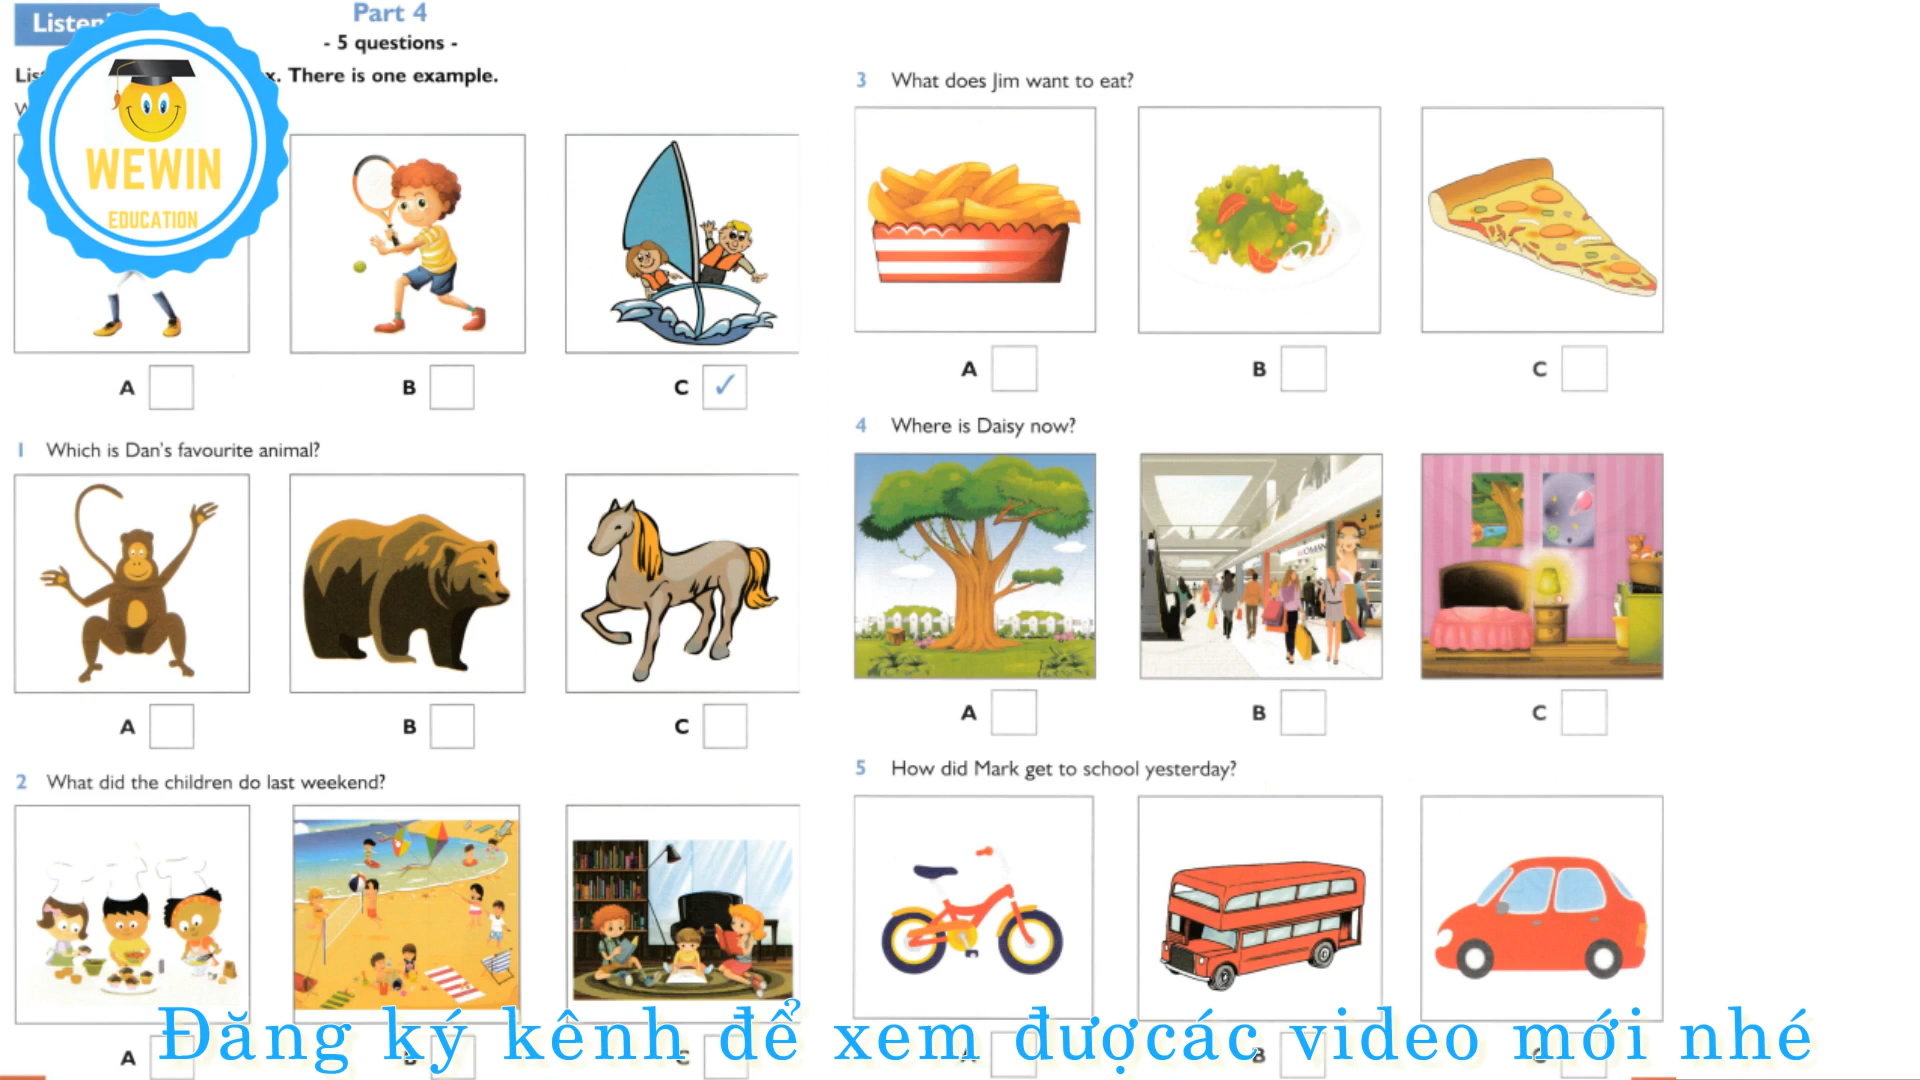 Part 4
- 5 questions -
There is one example.
WEWIN
EDUCATION
A
B
C ✓
1 Which is Dan's favourite animal?
A
B
C
2 What did the children do last weekend?
A
B
C
3 What does Jim want to eat?
A
B
C
4 Where is Daisy now?
A
B
C
5 How did Mark get to school yesterday?
A
B
C
Đăng ký kênh để xem đượccác video mới nhé